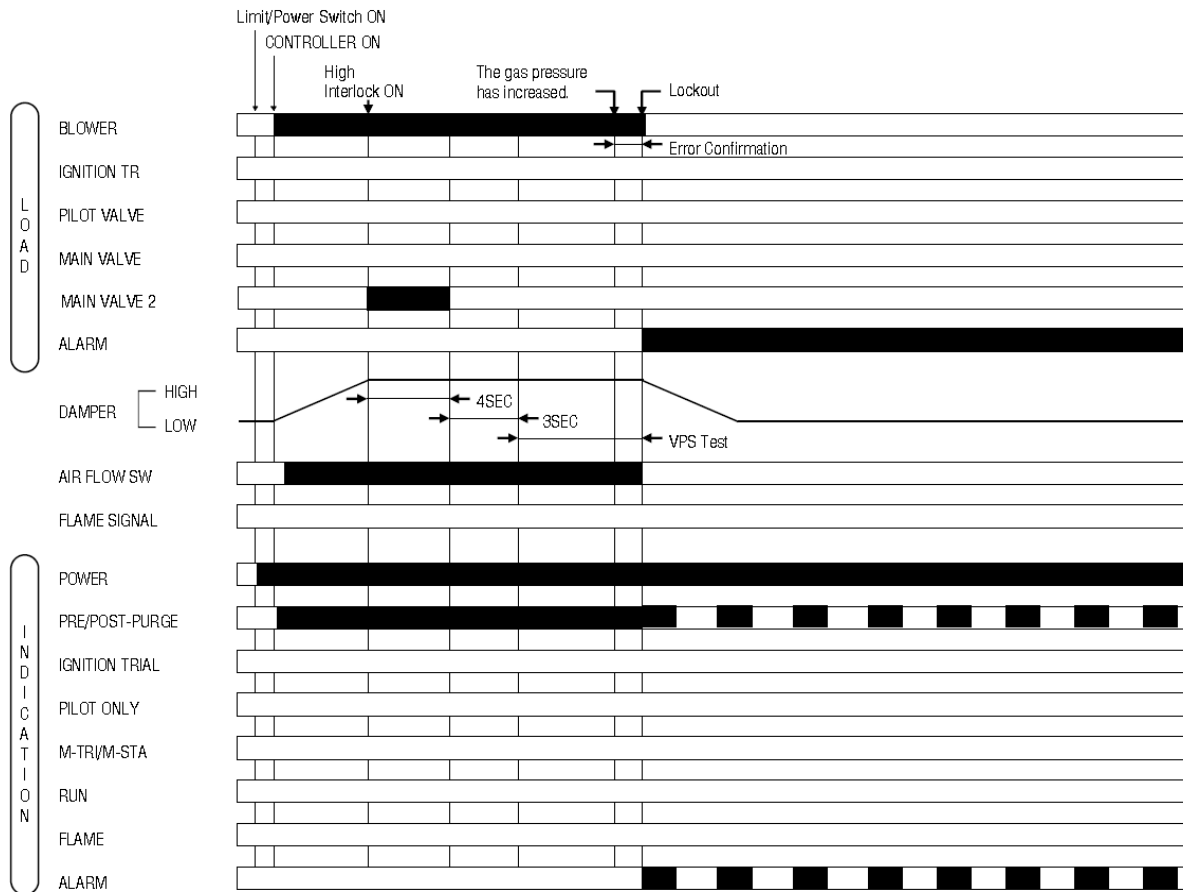 Limit/Power Switch ON
CONTROLLER ON
High
Interlock ON
The gas pressure
has increased.
Lockout
LOAD
BLOWER
Error Confirmation
IGNITION TR
PILOT VALVE
MAIN VALVE
MAIN VALVE 2
ALARM
DAMPER
HIGH
LOW
4SEC
3SEC
VPS Test
AIR FLOW SW
FLAME SIGNAL
INDICATION
POWER
PRE/POST-PURGE
IGNITION TRIAL
PILOT ONLY
M-TRI/M-STA
RUN
FLAME
ALARM